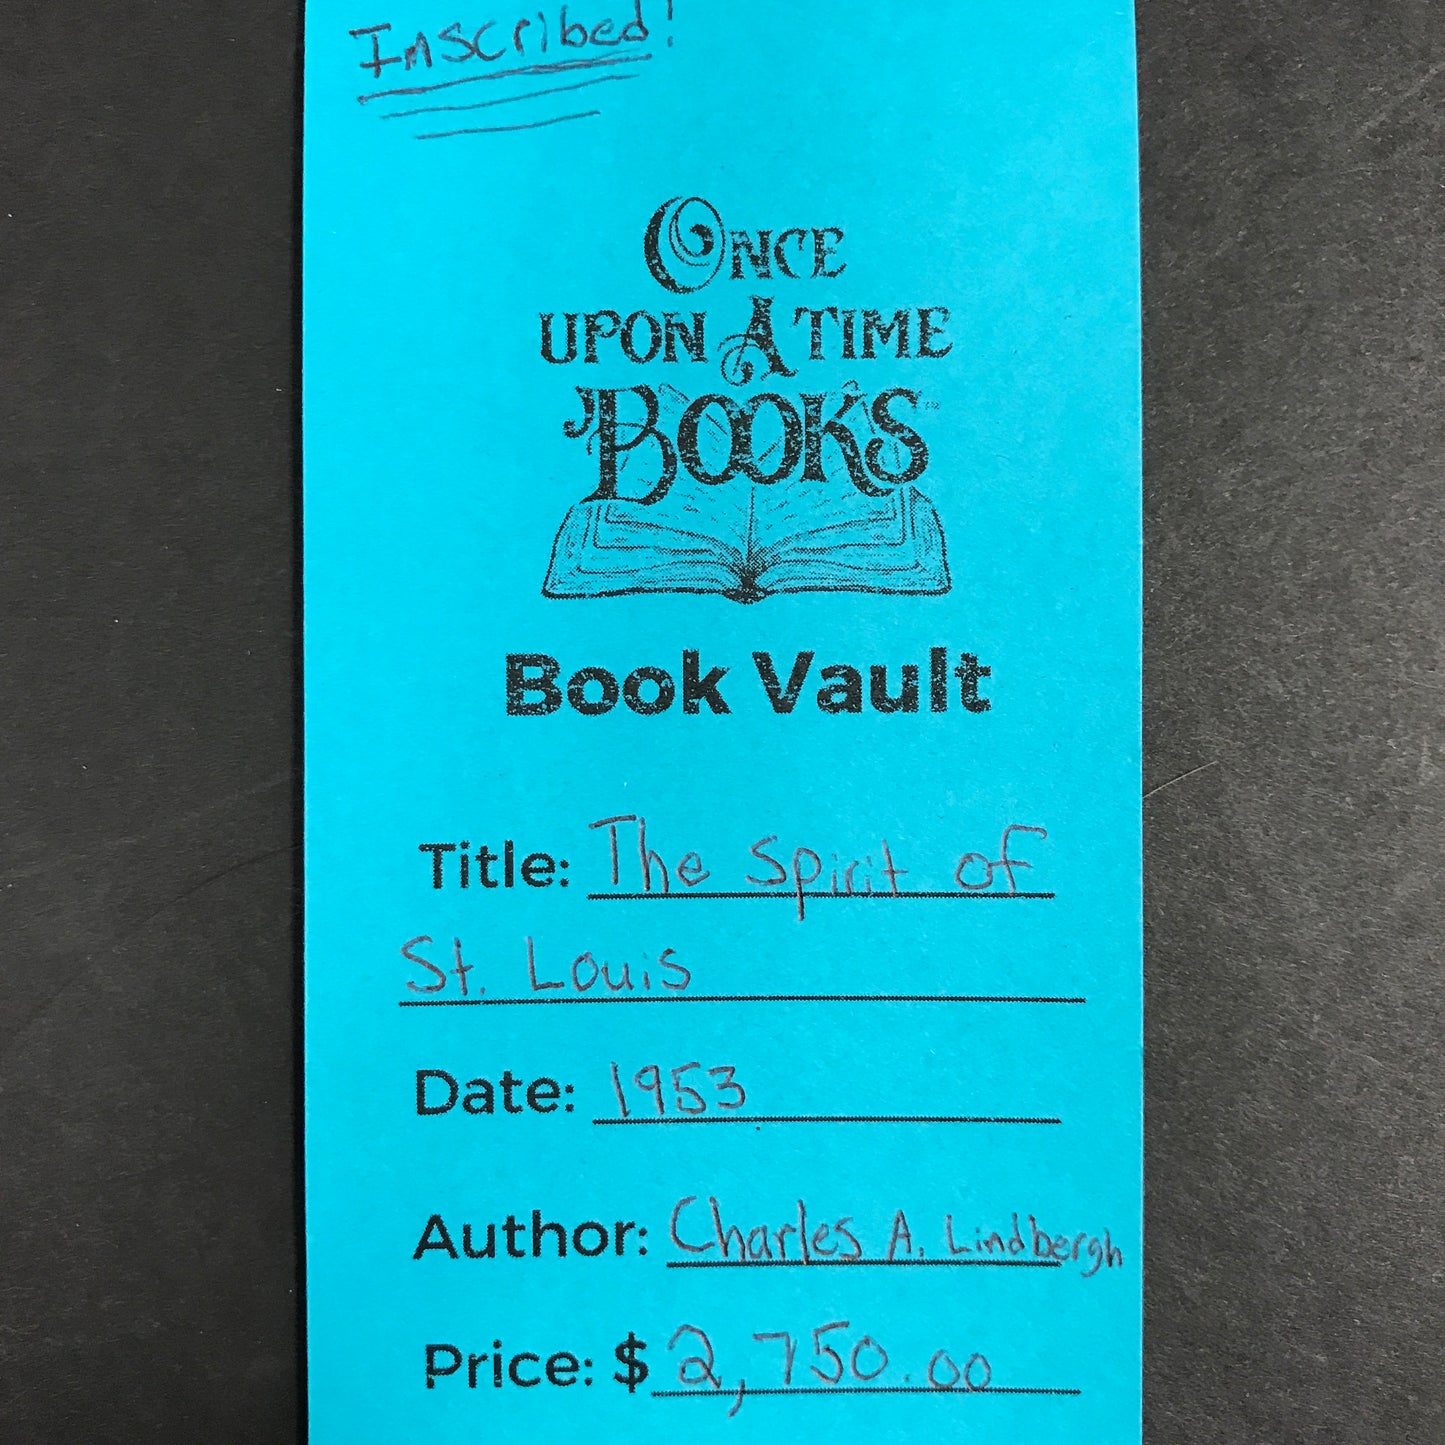 Inscribed!
ONCE
UPON A TIME
BOOKS
Book Vault
Title: The Spirit of
St. Louis
Date: 1953
Author: Charles A. Lindbergh
Price: $2,750.00